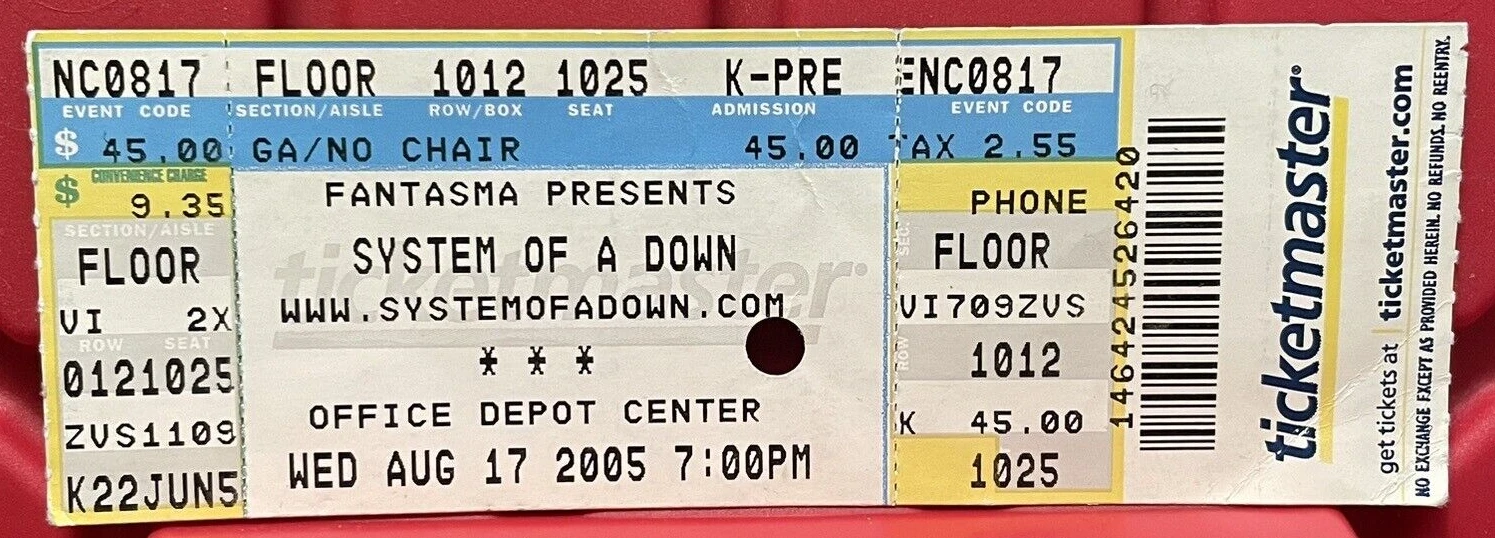 NC0817 FLOOR 1012 1025 K-PRE ENC0817
EVENT CODE SECTION/AISLE ROW/BOX SEAT ADMISSION EVENT CODE
$ 45.00 GA/NO CHAIR 45.00 TAX 2.55
CONVENIENCE CHARGE
$ 9.35
SECTION/AISLE
FLOOR
VI 2X
ROW SEAT
0121025
ZVS1109
K22JUN5
FANTASMA PRESENTS
SYSTEM OF A DOWN
WWW.SYSTEMOFADOWN.COM
* * *
OFFICE DEPOT CENTER
WED AUG 17 2005 7:00PM
ticketmaster
PHONE
SEC.
FLOOR
VI709ZVS
ROW
1012
K 45.00
1025
146424526420
ticketmaster®
get tickets at | ticketmaster.com
NO EXCHANGE EXCEPT AS PROVIDED HEREIN. NO REFUNDS. NO REENTRY.